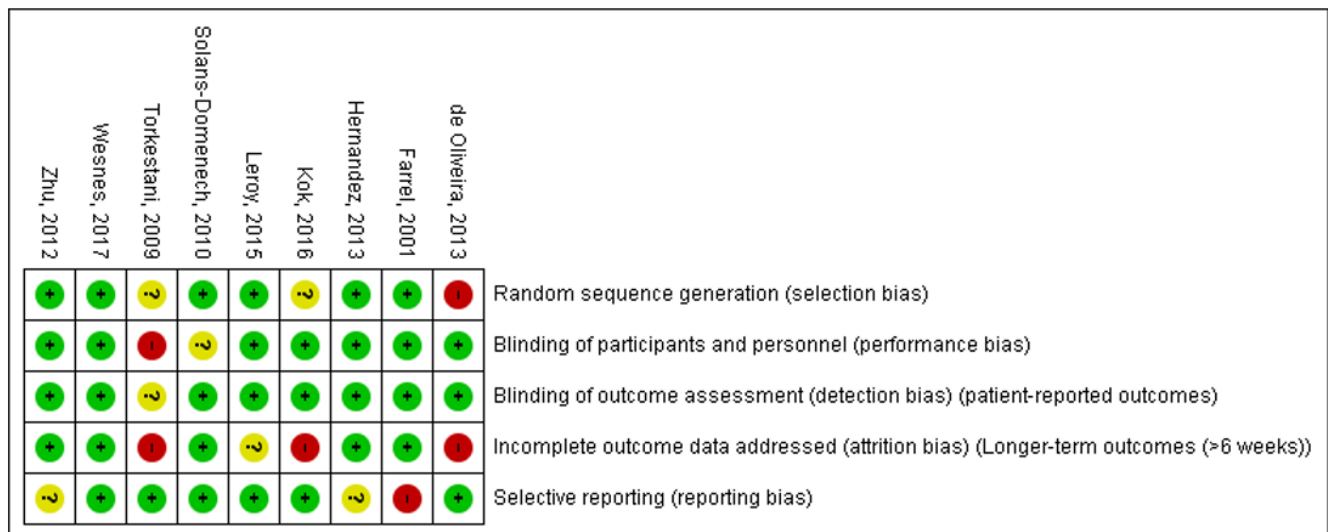 de Oliveira, 2013
Farrel, 2001
Hernandez, 2013
Kok, 2016
Leroy, 2015
Solans-Domenech, 2010
Torkestani, 2009
Wesnes, 2017
Zhu, 2012
+ + ? + + ? + + - Random sequence generation (selection bias)
+ + - ? + + + + + Blinding of participants and personnel (performance bias)
+ + ? + + + + + + Blinding of outcome assessment (detection bias) (patient-reported outcomes)
+ + - + ? - + + - Incomplete outcome data addressed (attrition bias) (Longer-term outcomes (>6 weeks))
? + + + + + ? - + Selective reporting (reporting bias)